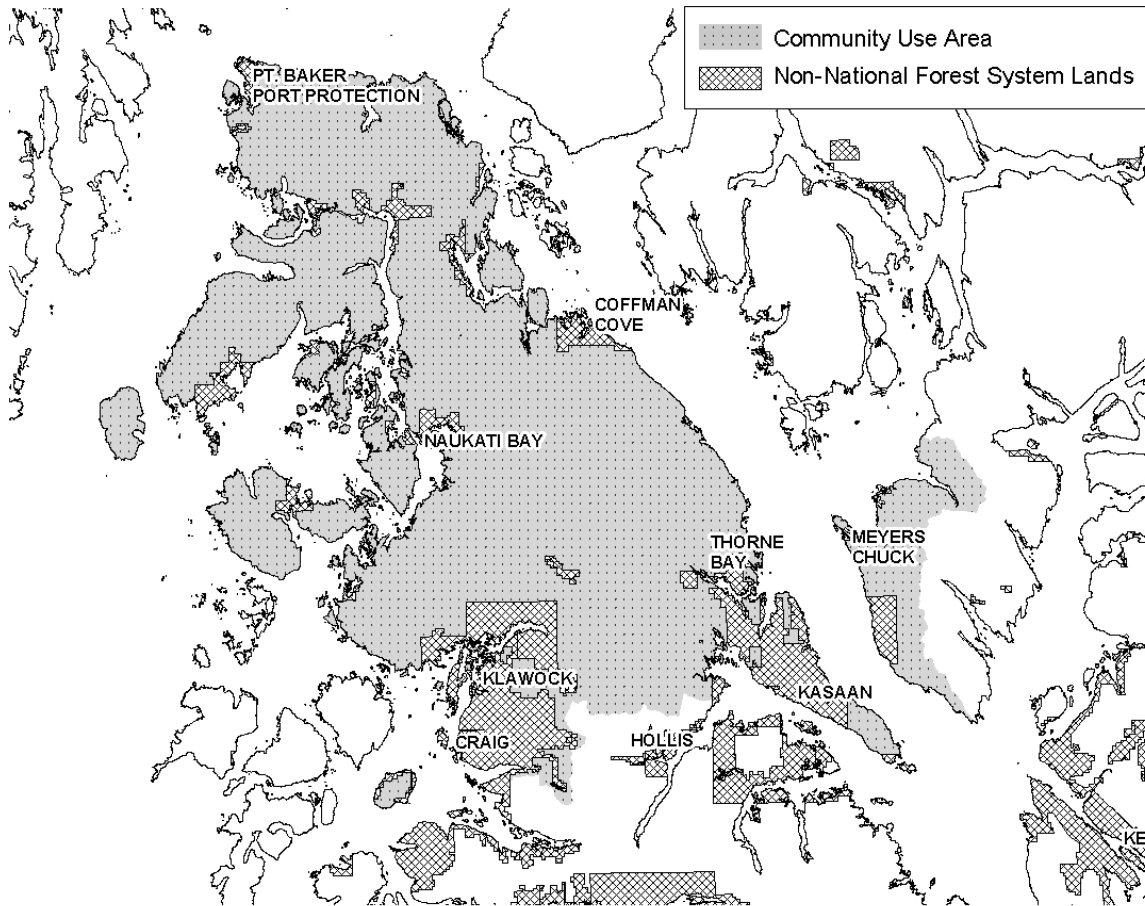 Community Use Area
Non-National Forest System Lands
PT. BAKER
PORT PROTECTION
COFFMAN
COVE
NAUKATI BAY
THORNE
BAY
MEYERS
CHUCK
KLAWOCK
KASAAN
CRAIG
HOLLIS
KE